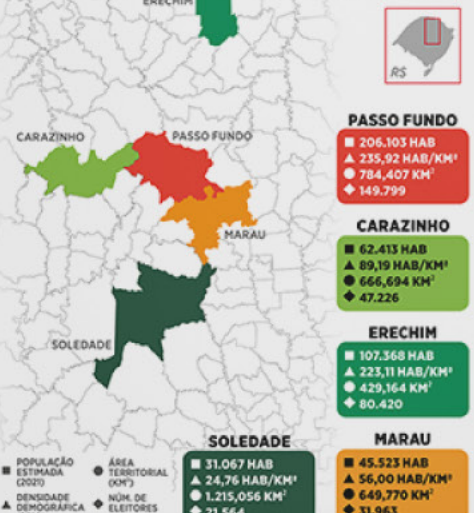 ERECHIM
RS
CARAZINHO
PASSO FUNDO
MARAU
SOLEDADE
PASSO FUNDO
206.103 HAB
235,92 HAB/KM²
784,407 KM²
149.799
CARAZINHO
62.413 HAB
89,19 HAB/KM²
666,694 KM²
47.226
ERECHIM
107.368 HAB
223,11 HAB/KM²
429,164 KM²
80.420
SOLEDADE
31.067 HAB
24,76 HAB/KM²
1.215,056 KM²
21.564
MARAU
45.523 HAB
56,00 HAB/KM²
649,770 KM²
31.963
POPULAÇÃO
ESTIMADA
(2021)
DENSIDADE
DEMOGRÁFICA
ÁREA
TERRITORIAL
(KM²)
NÚM. DE
ELEITORES